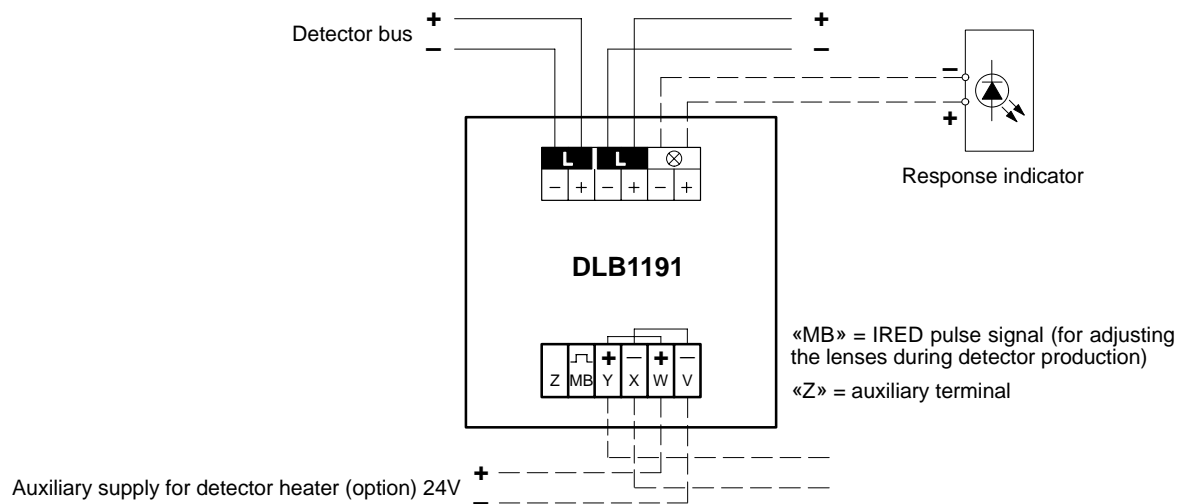 + +
Detector bus
– –
–
+
L L
– + – + – +
Response indicator
DLB1191
«MB» = IRED pulse signal (for adjusting
the lenses during detector production)
+ – + –
Z MB Y X W V
«Z» = auxiliary terminal
+
Auxiliary supply for detector heater (option) 24V
–